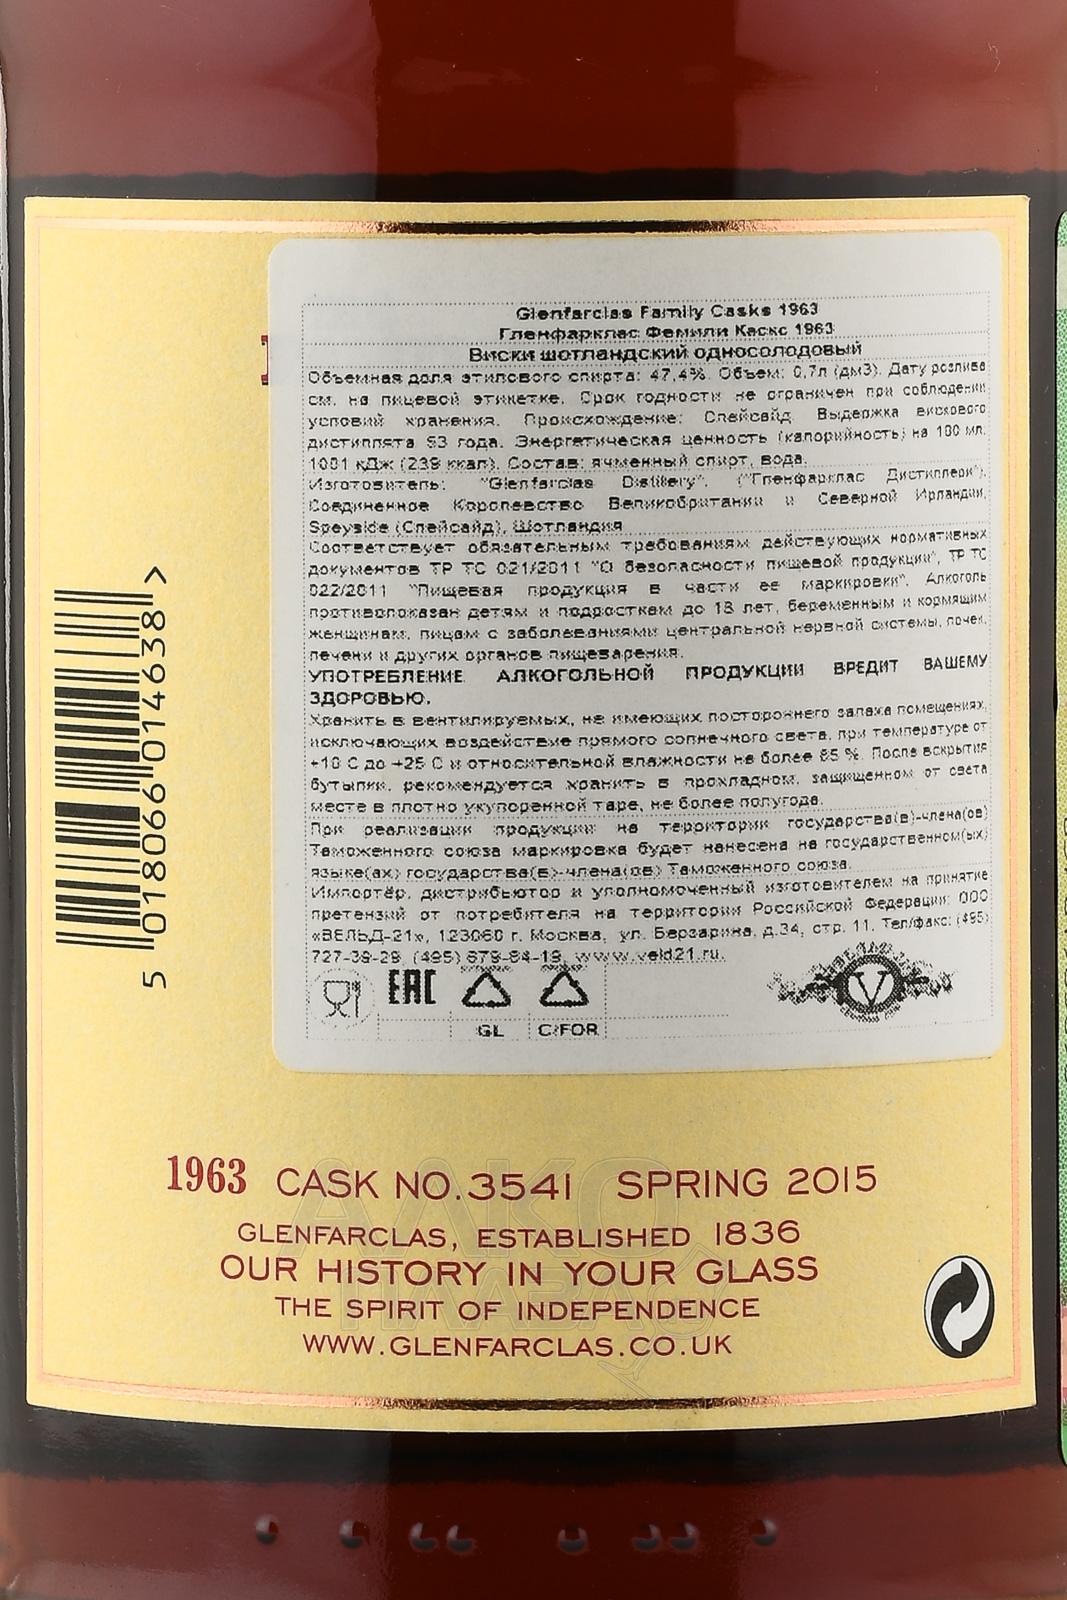 Glenfarclas Family Casks 1963
Гленфарклас Фемили Каскс 1963
Виски шотландский односолодовый
Объемная доля этилового спирта: 47,4%. Объем: 0,7л (дм3). Дату розлива
см. на пищевой этикетке. Срок годности не ограничен при соблюдении
условий хранения. Происхождение: Спейсайд. Выдержка вискового
дистиллята 53 года. Энергетическая ценность (калорийность) на 100 мл:
1001 кДж (239 ккал). Состав: ячменный спирт, вода.
Изготовитель: "Glenfarclas Distillery". ("Гленфарклас Дистиллери").
Соединенное Королевство Великобритании и Северной Ирландии,
Speyside (Спейсайд), Шотландия
Соответствует обязательным требованиям действующих нормативных
документов ТР ТС 021/2011 "О безопасности пищевой продукции", ТР ТС
022/2011 "Пищевая продукция в части ее маркировки". Алкоголь
противопоказан детям и подросткам до 18 лет, беременным и кормящим
женщинам, лицам с заболеваниями центральной нервной системы, почек,
печени и других органов пищеварения.
УПОТРЕБЛЕНИЕ АЛКОГОЛЬНОЙ ПРОДУКЦИИ ВРЕДИТ ВАШЕМУ
ЗДОРОВЬЮ.
Хранить в вентилируемых, не имеющих постороннего запаха помещениях,
исключающих воздействие прямого солнечного света, при температуре от
+10 С до +25 С и относительной влажности не более 85 %. После вскрытия
бутылки, рекомендуется хранить в прохладном, защищенном от света
месте в плотно укупоренной таре, не более полугода.
При реализации продукции на территории государства(в)-члена(ов)
Таможенного союза маркировка будет нанесена на государственном(ых)
языке(ах) государства(в)-члена(ов) Таможенного союза.
Импортёр, дистрибьютор и уполномоченный изготовителем на принятие
претензий от потребителя на территории Российской Федерации: ООО
«ВЕЛЬД-21», 123060 г. Москва, ул. Берзарина, д.34, стр. 11. Тел/факс: (495)
727-39-29, (495) 679-84-19, www.veld21.ru.
ЕАС
GL C/FOR
V
5 018066 014638 >
1963 CASK NO.3541 SPRING 2015
GLENFARCLAS, ESTABLISHED 1836
OUR HISTORY IN YOUR GLASS
THE SPIRIT OF INDEPENDENCE
WWW.GLENFARCLAS.CO.UK